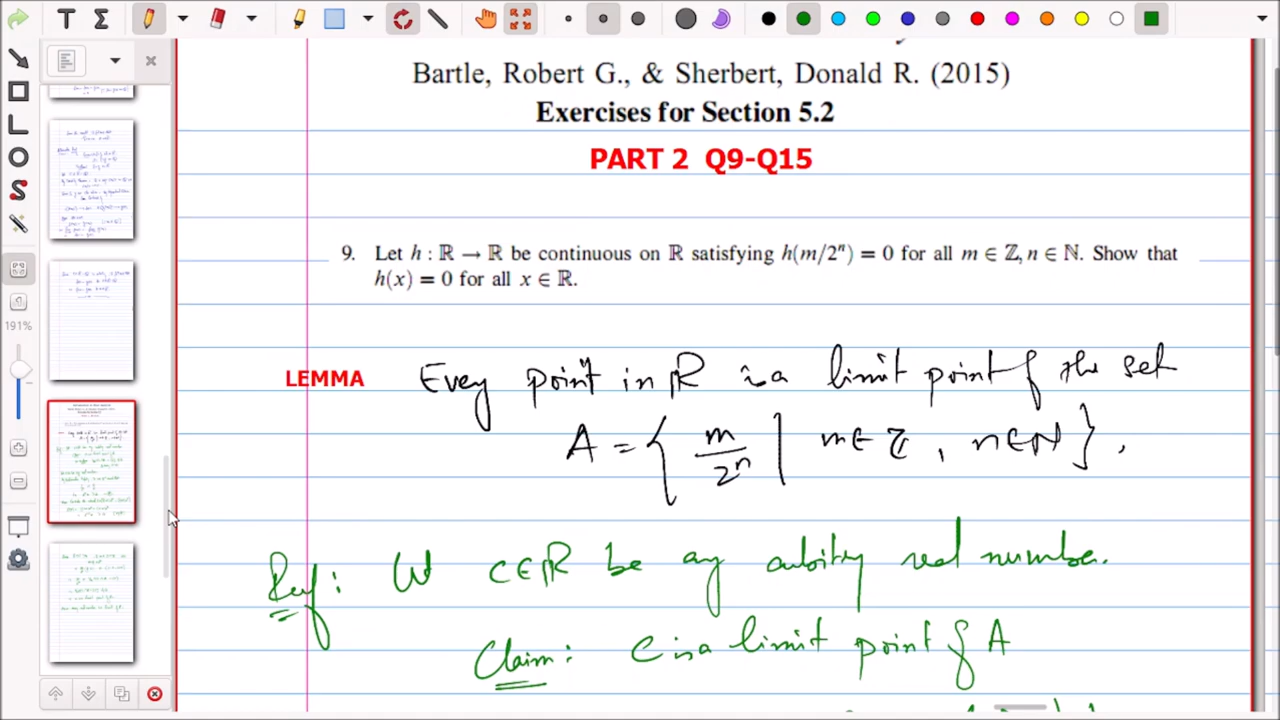 Bartle, Robert G., & Sherbert, Donald R. (2015)
Exercises for Section 5.2
PART 2 Q9-Q15
9. Let h : ℝ → ℝ be continuous on ℝ satisfying h(m/2ⁿ) = 0 for all m ∈ ℤ, n ∈ ℕ. Show that
h(x) = 0 for all x ∈ ℝ.
LEMMA Every point in ℝ is a limit point of the set
A = { m/2ⁿ | m ∈ ℤ, n ∈ ℕ }.
: Let c ∈ ℝ be any arbitrary real number.
Claim: c is a limit point of A
191%